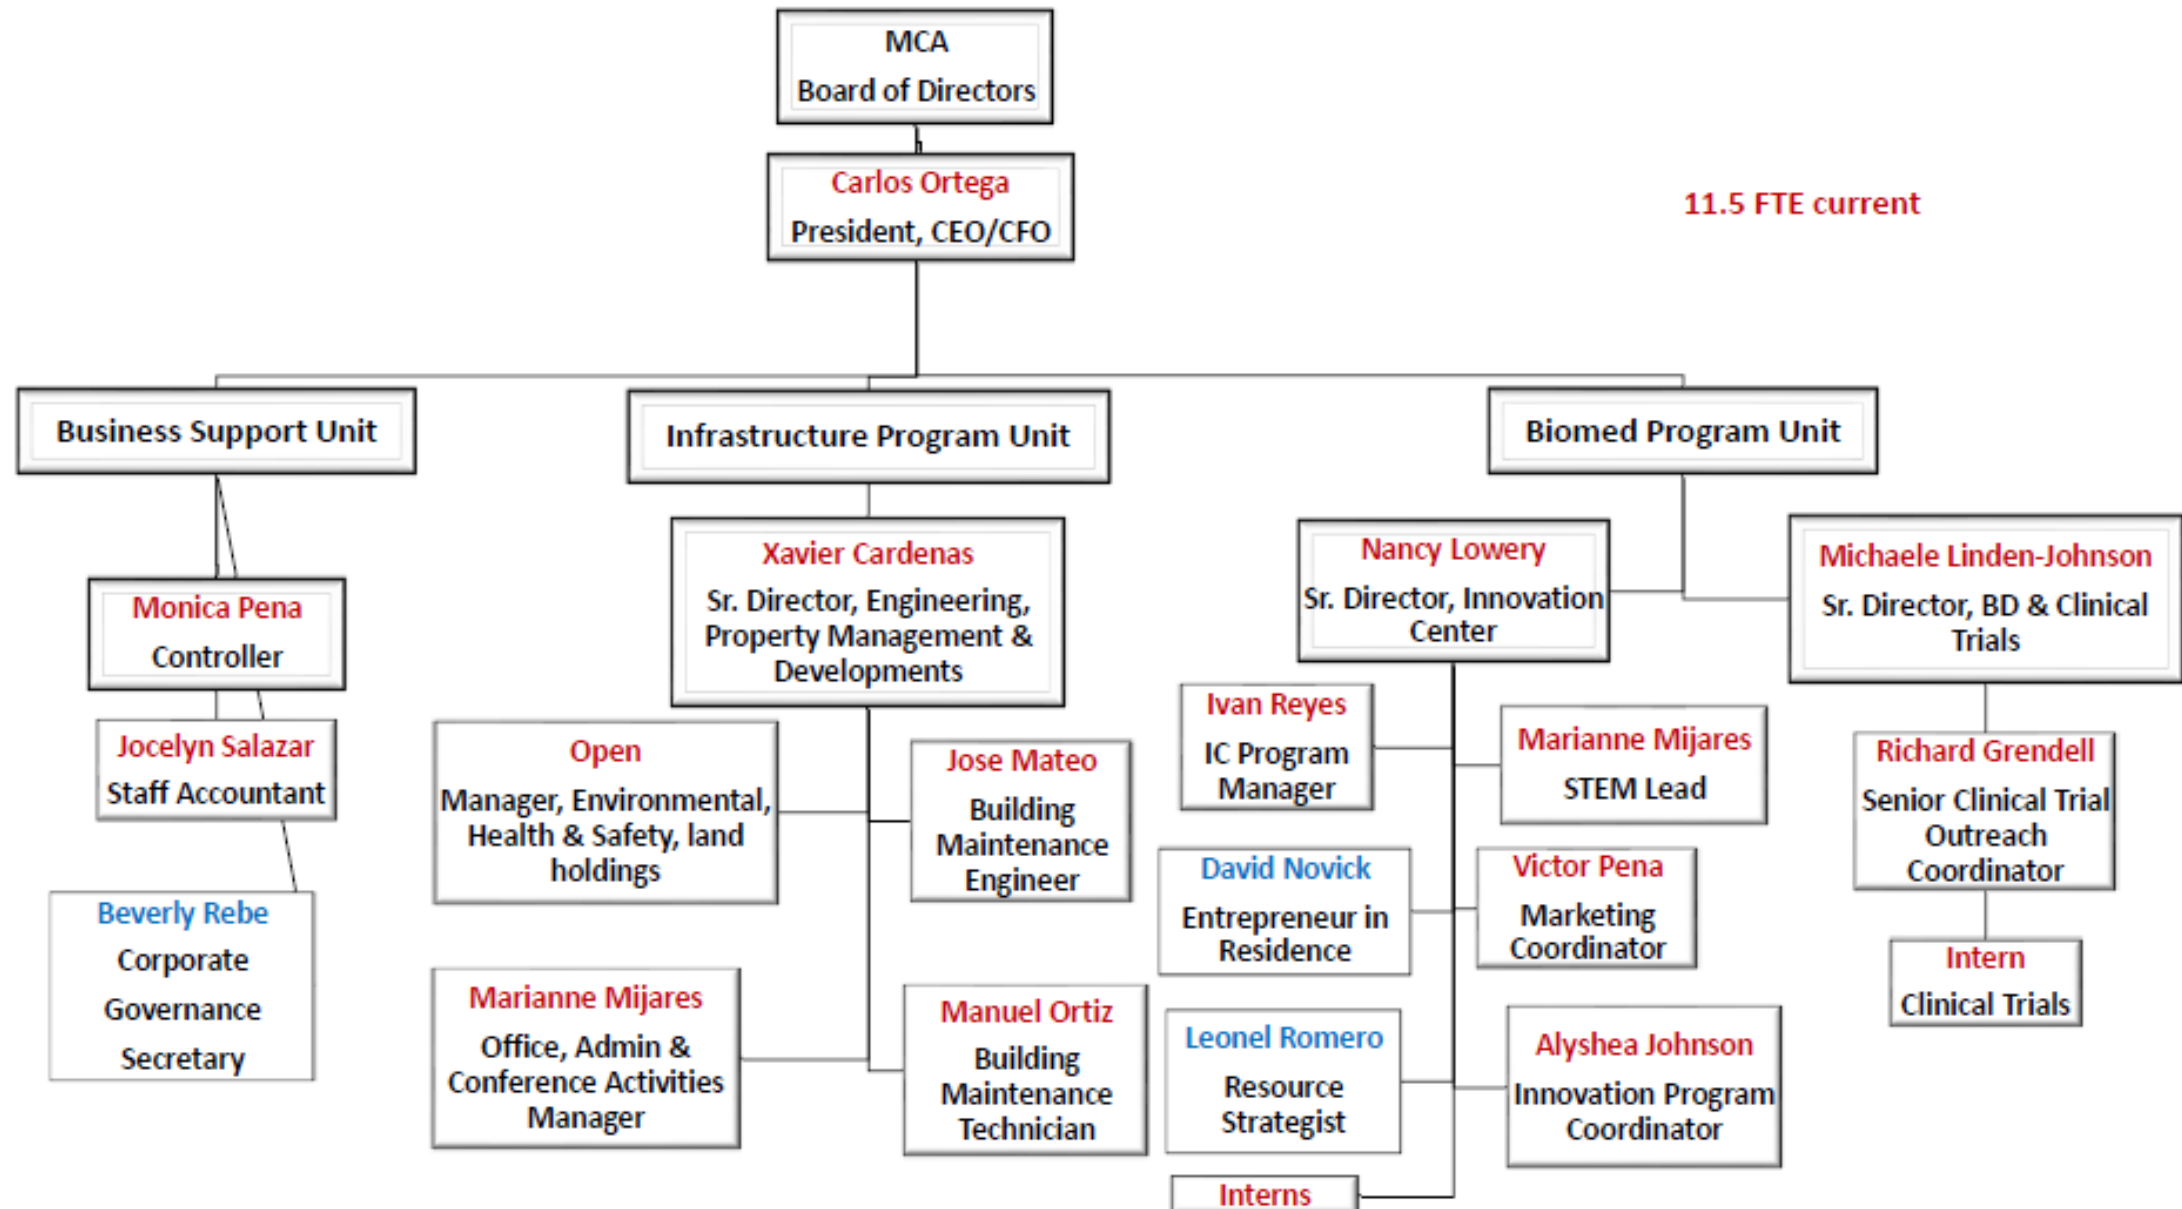 MCA
Board of Directors
Carlos Ortega
President, CEO/CFO
11.5 FTE current
Business Support Unit
Infrastructure Program Unit
Biomed Program Unit
Monica Pena
Controller
Jocelyn Salazar
Staff Accountant
Beverly Rebe
Corporate
Governance
Secretary
Xavier Cardenas
Sr. Director, Engineering,
Property Management &
Developments
Open
Manager, Environmental,
Health & Safety, land
holdings
Jose Mateo
Building
Maintenance
Engineer
Marianne Mijares
Office, Admin &
Conference Activities
Manager
Manuel Ortiz
Building
Maintenance
Technician
Nancy Lowery
Sr. Director, Innovation
Center
Ivan Reyes
IC Program
Manager
Marianne Mijares
STEM Lead
David Novick
Entrepreneur in
Residence
Victor Pena
Marketing
Coordinator
Leonel Romero
Resource
Strategist
Alyshea Johnson
Innovation Program
Coordinator
Interns
Michaele Linden-Johnson
Sr. Director, BD & Clinical
Trials
Richard Grendell
Senior Clinical Trial
Outreach
Coordinator
Intern
Clinical Trials